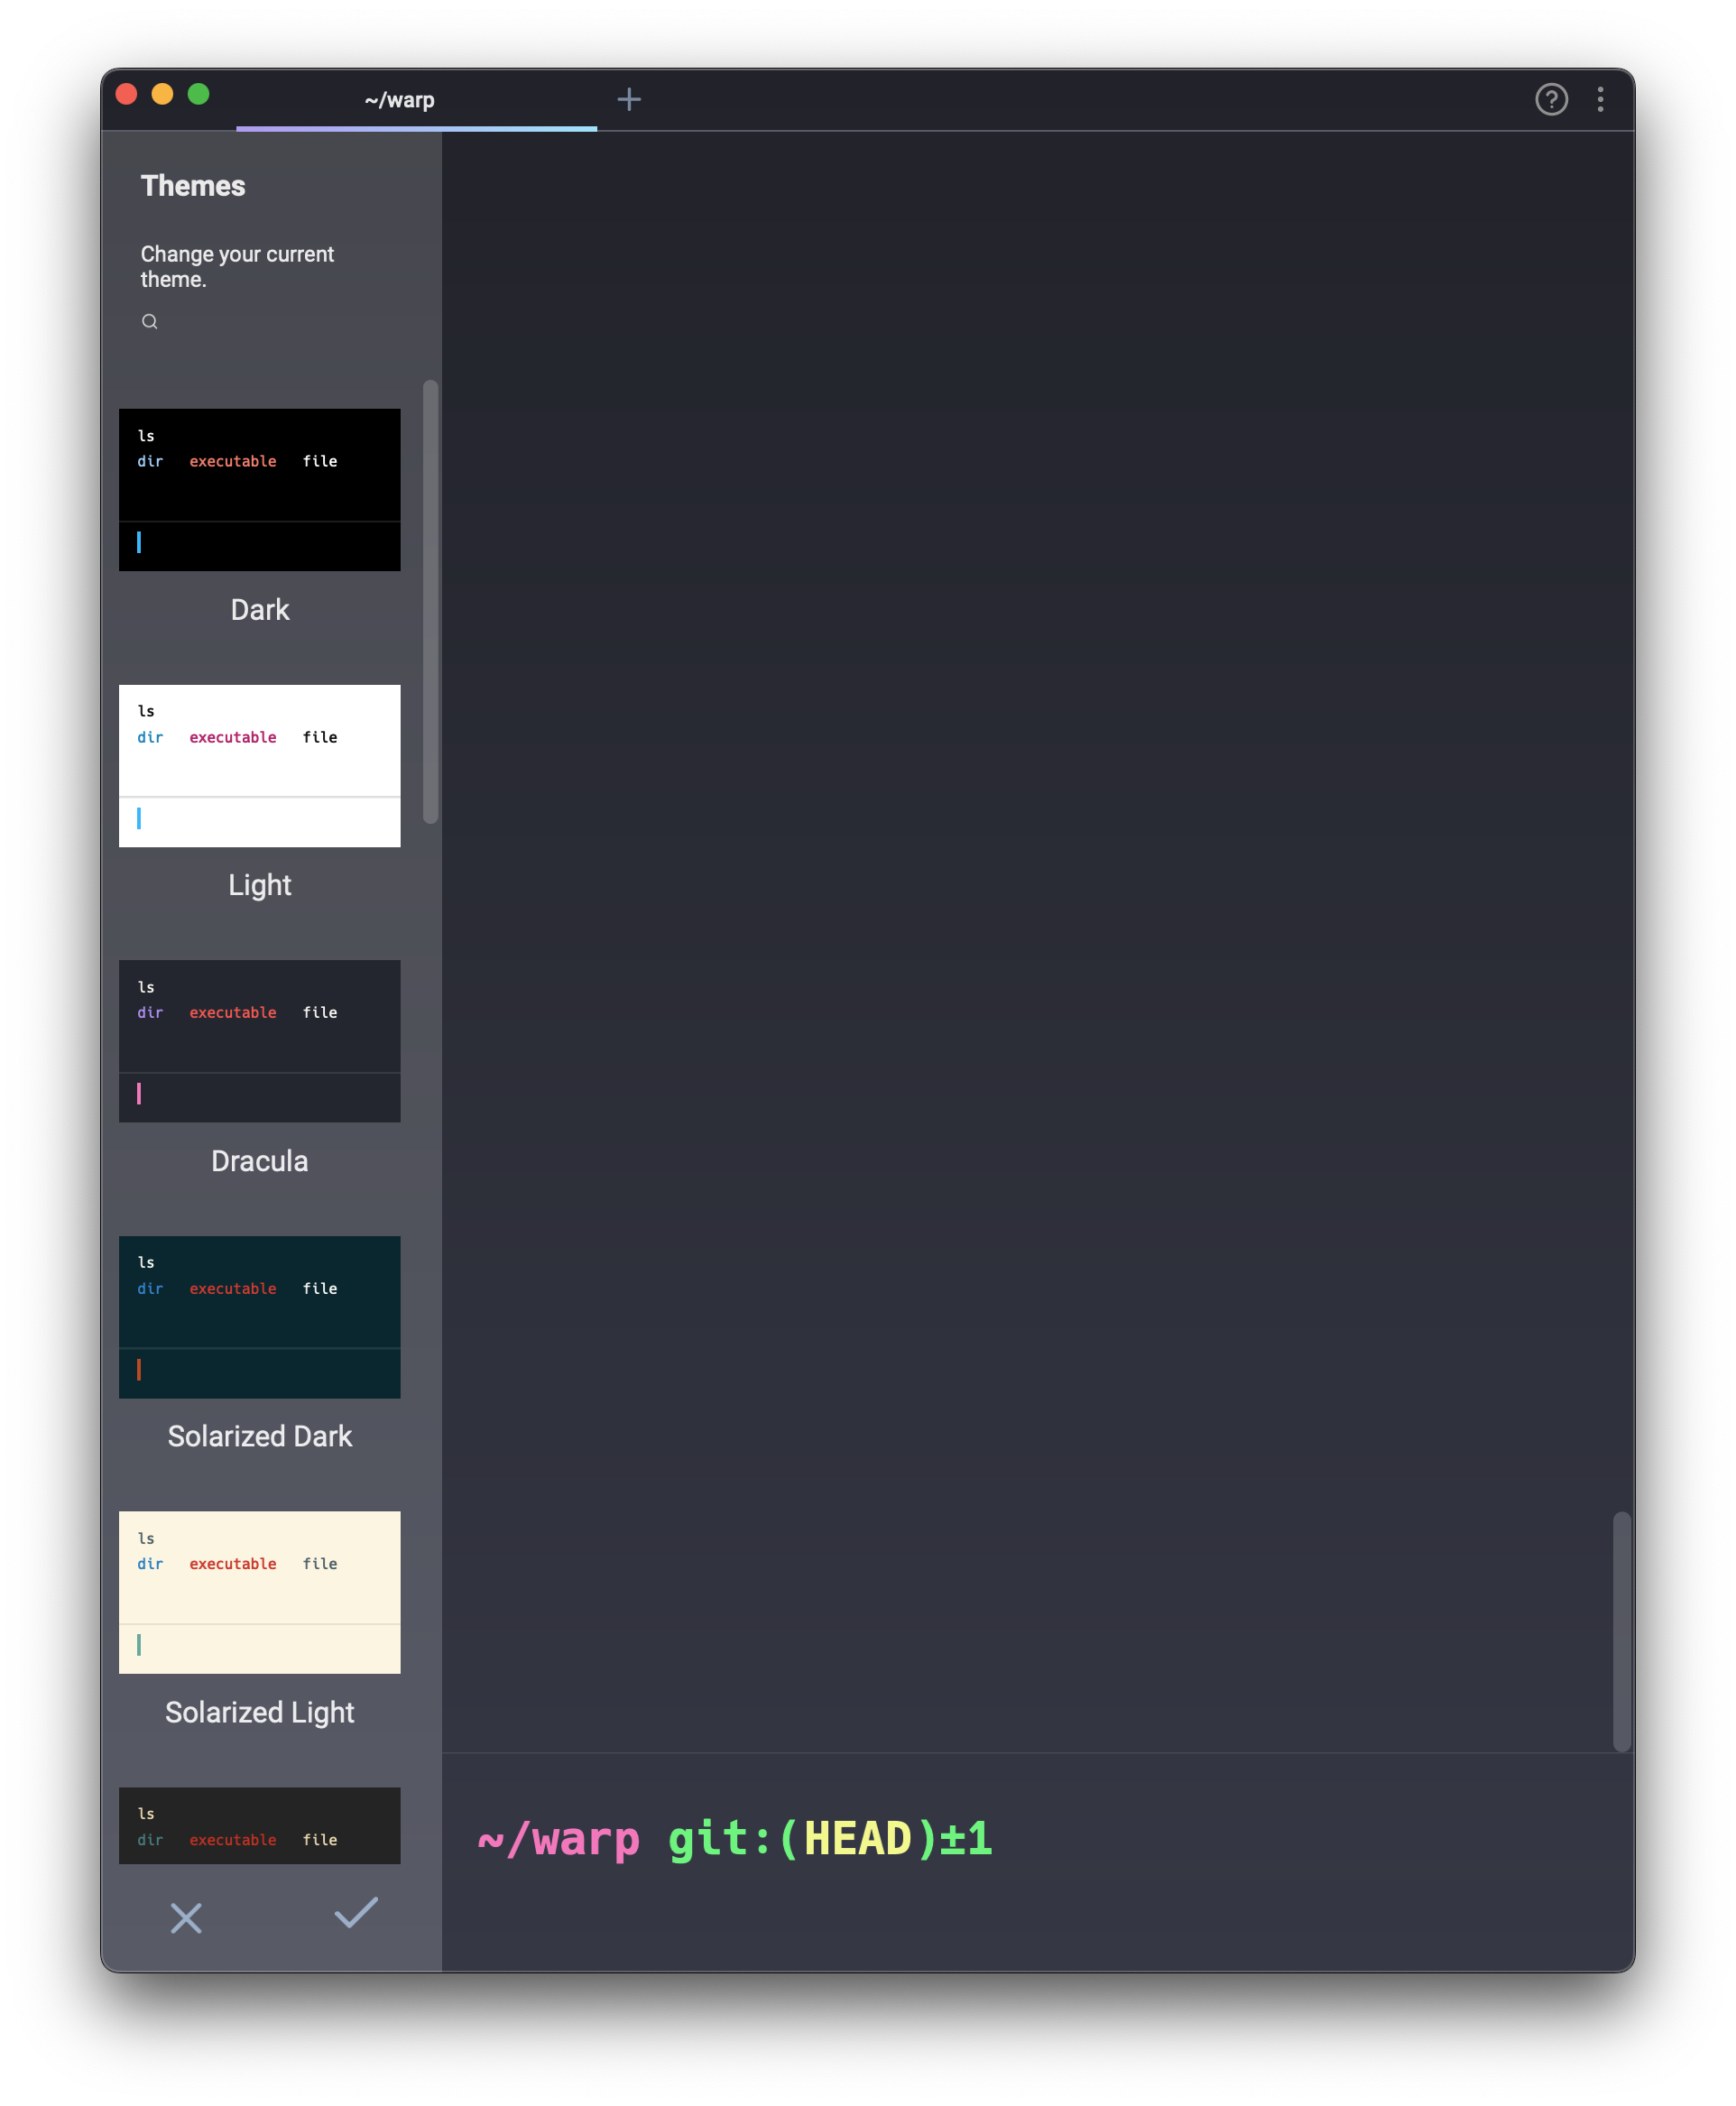 ~/warp
Themes
Change your current
theme.
ls
dir executable file
Dark
ls
dir executable file
Light
ls
dir executable file
Dracula
ls
dir executable file
Solarized Dark
ls
dir executable file
Solarized Light
ls
dir executable file
~/warp git:(HEAD)±1